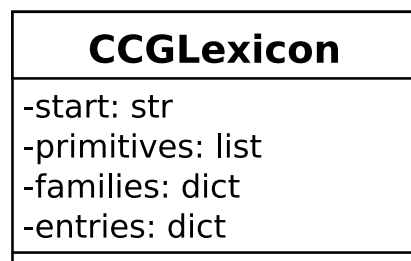 CCGLexicon
-start: str
-primitives: list
-families: dict
-entries: dict